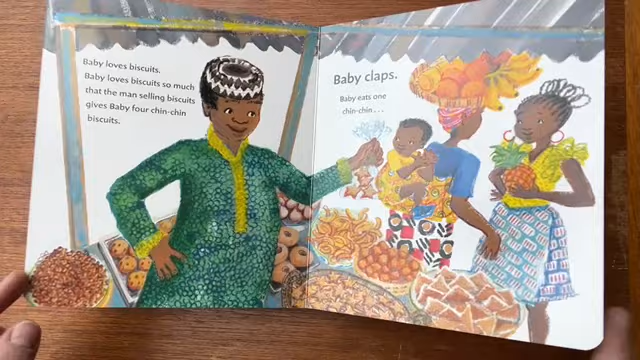 Baby loves biscuits.
Baby loves biscuits so much
that the man selling biscuits
gives Baby four chin-chin
biscuits.
Baby claps.
Baby eats one
chin-chin . . .